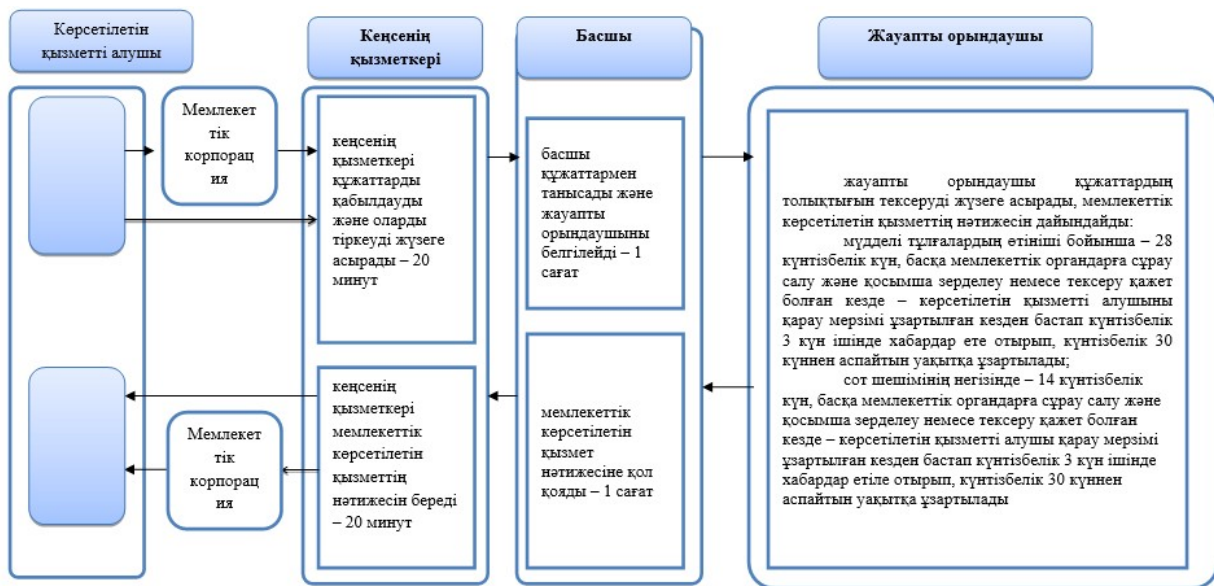 Көрсетілетін
қызметті алушы
Кеңсенің
қызметкері
Басшы
Жауапты орындаушы
Мемлекет
тік
корпорац
ия
кеңсенің
қызметкері
құжаттарды
қабылдауды
және оларды
тіркеуді жүзеге
асырады – 20
минут
басшы
құжаттармен
танысады және
жауапты
орындаушыны
белгілейді – 1
сағат
жауапты орындаушы құжаттардың
толықтығын тексеруді жүзеге асырады, мемлекеттік
көрсетілетін қызметтің нәтижесін дайындайды:
мүдделі тұлғалардың өтініші бойынша – 28
күнтізбелік күн, басқа мемлекеттік органдарға сұрау
салу және қосымша зерделеу немесе тексеру қажет
болған кезде – көрсетілетін қызметті алушыны
қарау мерзімі ұзартылған кезден бастап күнтізбелік
3 күн ішінде хабардар ете отырып, күнтізбелік 30
күннен аспайтын уақытқа ұзартылады;
сот шешімінің негізінде – 14 күнтізбелік
күн, басқа мемлекеттік органдарға сұрау салу және
қосымша зерделеу немесе тексеру қажет болған
кезде – көрсетілетін қызметті алушы қарау мерзімі
ұзартылған кезден бастап күнтізбелік 3 күн ішінде
хабардар етіле отырып, күнтізбелік 30 күннен
аспайтын уақытқа ұзартылады
Мемлекет
тік
корпорац
ия
кеңсенің
қызметкері
мемлекеттік
көрсетілетін
қызметтің
нәтижесін береді
– 20 минут
мемлекеттік
көрсетілетін
қызмет
нәтижесіне қол
қояды – 1 сағат